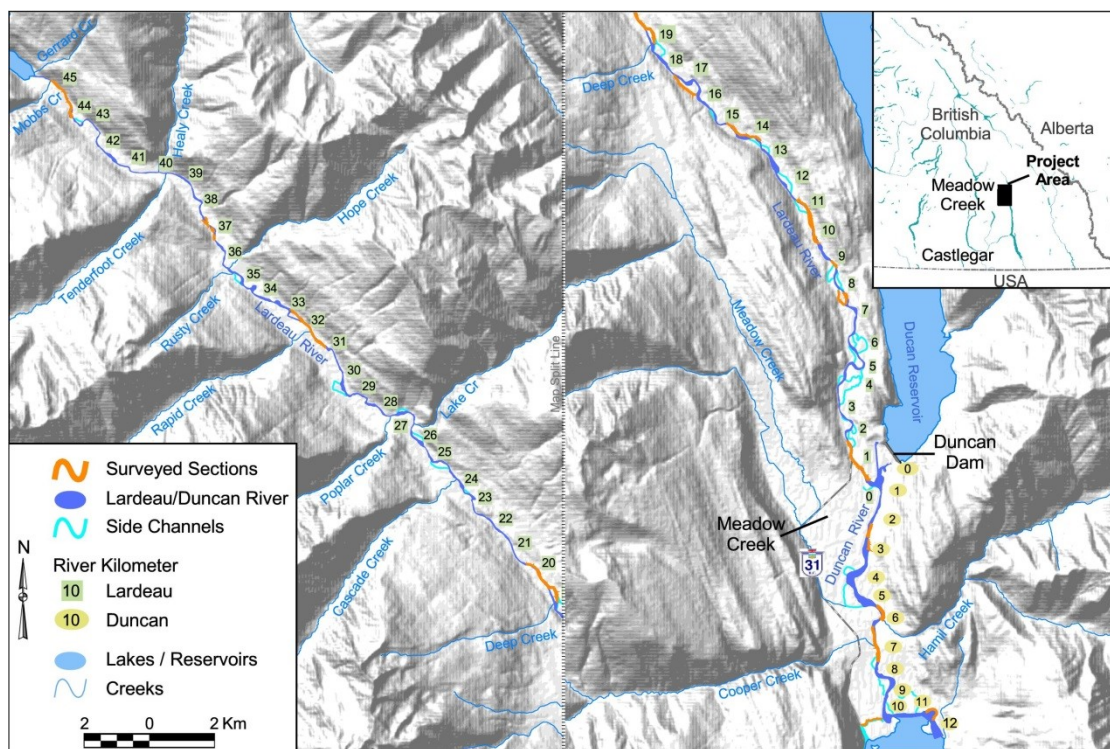 Gerrard Cr
Mobbs Cr
45
44
43
42
41
40
39
38
37
36
35
34
33
32
31
30
29
28
27
26
25
24
23
22
21
20
Healy Creek
Hope Creek
Tenderfoot Creek
Rusty Creek
Lardeau River
Rapid Creek
Lake Cr
Poplar Creek
Cascade Creek
Deep Creek
Map Split Line
19
18
17
16
15
14
13
12
11
10
9
8
7
6
5
4
3
2
1
0
Deep Creek
Lardeau River
Meadow Creek
Ducan Reservoir
Duncan
Dam
Meadow
Creek
31
Duncan River
0
1
2
3
4
5
6
7
8
9
10
11
12
Hamil Creek
Cooper Creek
British
Columbia
Alberta
Project
Area
Meadow
Creek
Castlegar
USA
Surveyed Sections
Lardeau/Duncan River
Side Channels
N
River Kilometer
10
Lardeau
10
Duncan
Lakes / Reservoirs
Creeks
2 0 2 Km